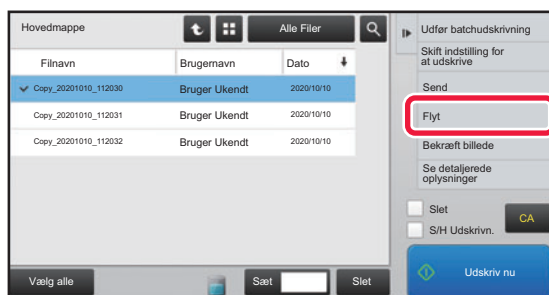 Hovedmappe
Alle Filer
Filnavn
Brugernavn
Dato
Copy_20201010_112030
Bruger Ukendt
2020/10/10
Copy_20201010_112031
Bruger Ukendt
2020/10/10
Copy_20201010_112032
Bruger Ukendt
2020/10/10
Vælg alle
Sæt
Slet
Udfør batchudskrivning
Skift indstilling for
at udskrive
Send
Flyt
Bekræft billede
Se detaljerede
oplysninger
Slet
S/H Udskrivn.
CA
Udskriv nu